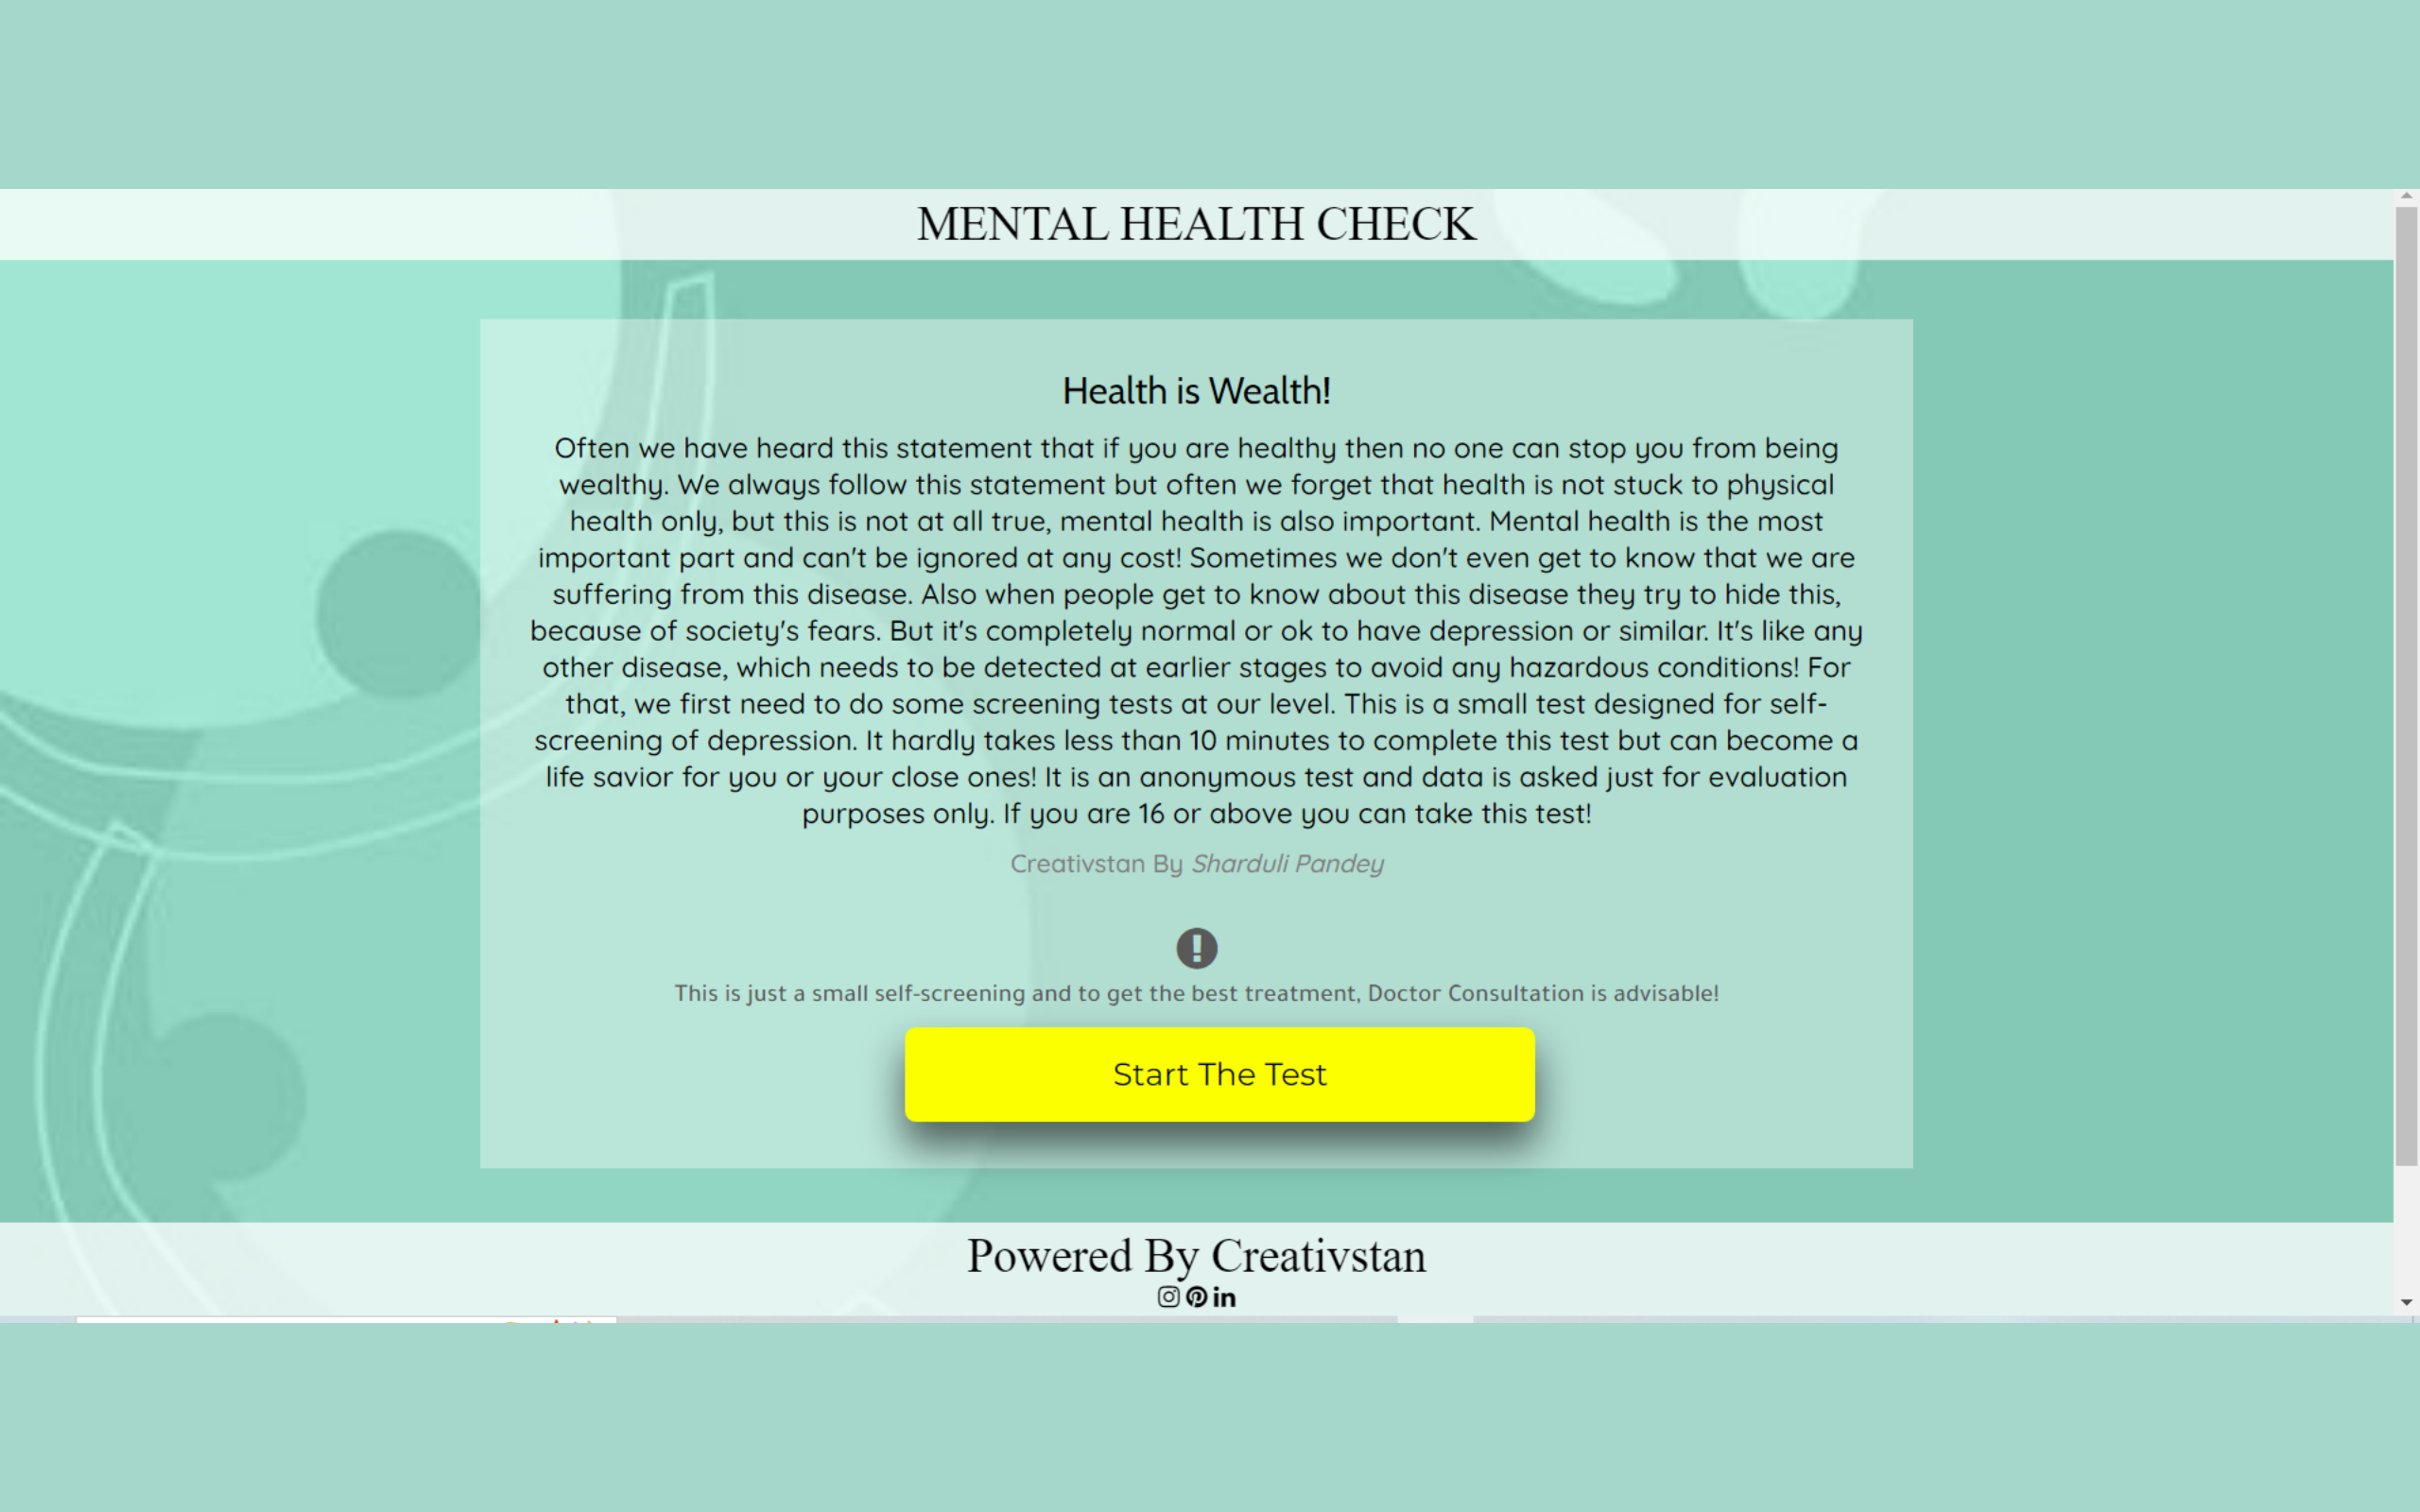 MENTAL HEALTH CHECK
Health is Wealth!
Often we have heard this statement that if you are healthy then no one can stop you from being
wealthy. We always follow this statement but often we forget that health is not stuck to physical
health only, but this is not at all true, mental health is also important. Mental health is the most
important part and can't be ignored at any cost! Sometimes we don't even get to know that we are
suffering from this disease. Also when people get to know about this disease they try to hide this,
because of society's fears. But it's completely normal or ok to have depression or similar. It's like any
other disease, which needs to be detected at earlier stages to avoid any hazardous conditions! For
that, we first need to do some screening tests at our level. This is a small test designed for self-
screening of depression. It hardly takes less than 10 minutes to complete this test but can become a
life savior for you or your close ones! It is an anonymous test and data is asked just for evaluation
purposes only. If you are 16 or above you can take this test!
Creativstan By Sharduli Pandey
This is just a small self-screening and to get the best treatment, Doctor Consultation is advisable!
Start The Test
Powered By Creativstan